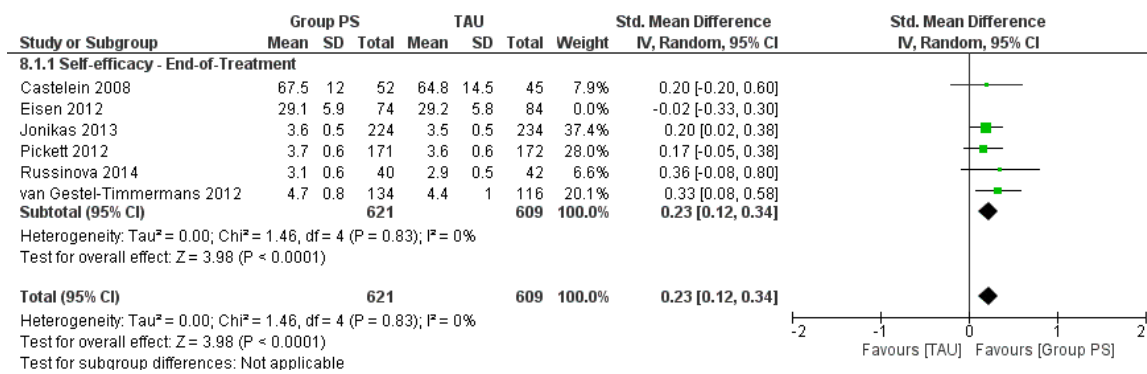 Group PS TAU Std. Mean Difference Std. Mean Difference
Study or Subgroup Mean SD Total Mean SD Total Weight IV, Random, 95% CI IV, Random, 95% CI
8.1.1 Self-efficacy - End-of-Treatment
Castelein 2008 67.5 12 52 64.8 14.5 45 7.9% 0.20 [-0.20, 0.60]
Eisen 2012 29.1 5.9 74 29.2 5.8 84 0.0% -0.02 [-0.33, 0.30]
Jonikas 2013 3.6 0.5 224 3.5 0.5 234 37.4% 0.20 [0.02, 0.38]
Pickett 2012 3.7 0.6 171 3.6 0.6 172 28.0% 0.17 [-0.05, 0.38]
Russinova 2014 3.1 0.6 40 2.9 0.5 42 6.6% 0.36 [-0.08, 0.80]
van Gestel-Timmermans 2012 4.7 0.8 134 4.4 1 116 20.1% 0.33 [0.08, 0.58]
Subtotal (95% CI) 621 609 100.0% 0.23 [0.12, 0.34]
Heterogeneity: Tau² = 0.00; Chi² = 1.46, df = 4 (P = 0.83); I² = 0%
Test for overall effect: Z = 3.98 (P < 0.0001)
Total (95% CI) 621 609 100.0% 0.23 [0.12, 0.34]
Heterogeneity: Tau² = 0.00; Chi² = 1.46, df = 4 (P = 0.83); I² = 0%
Test for overall effect: Z = 3.98 (P < 0.0001)
Test for subgroup differences: Not applicable
-2 -1 0 1 2
Favours [TAU] Favours [Group PS]